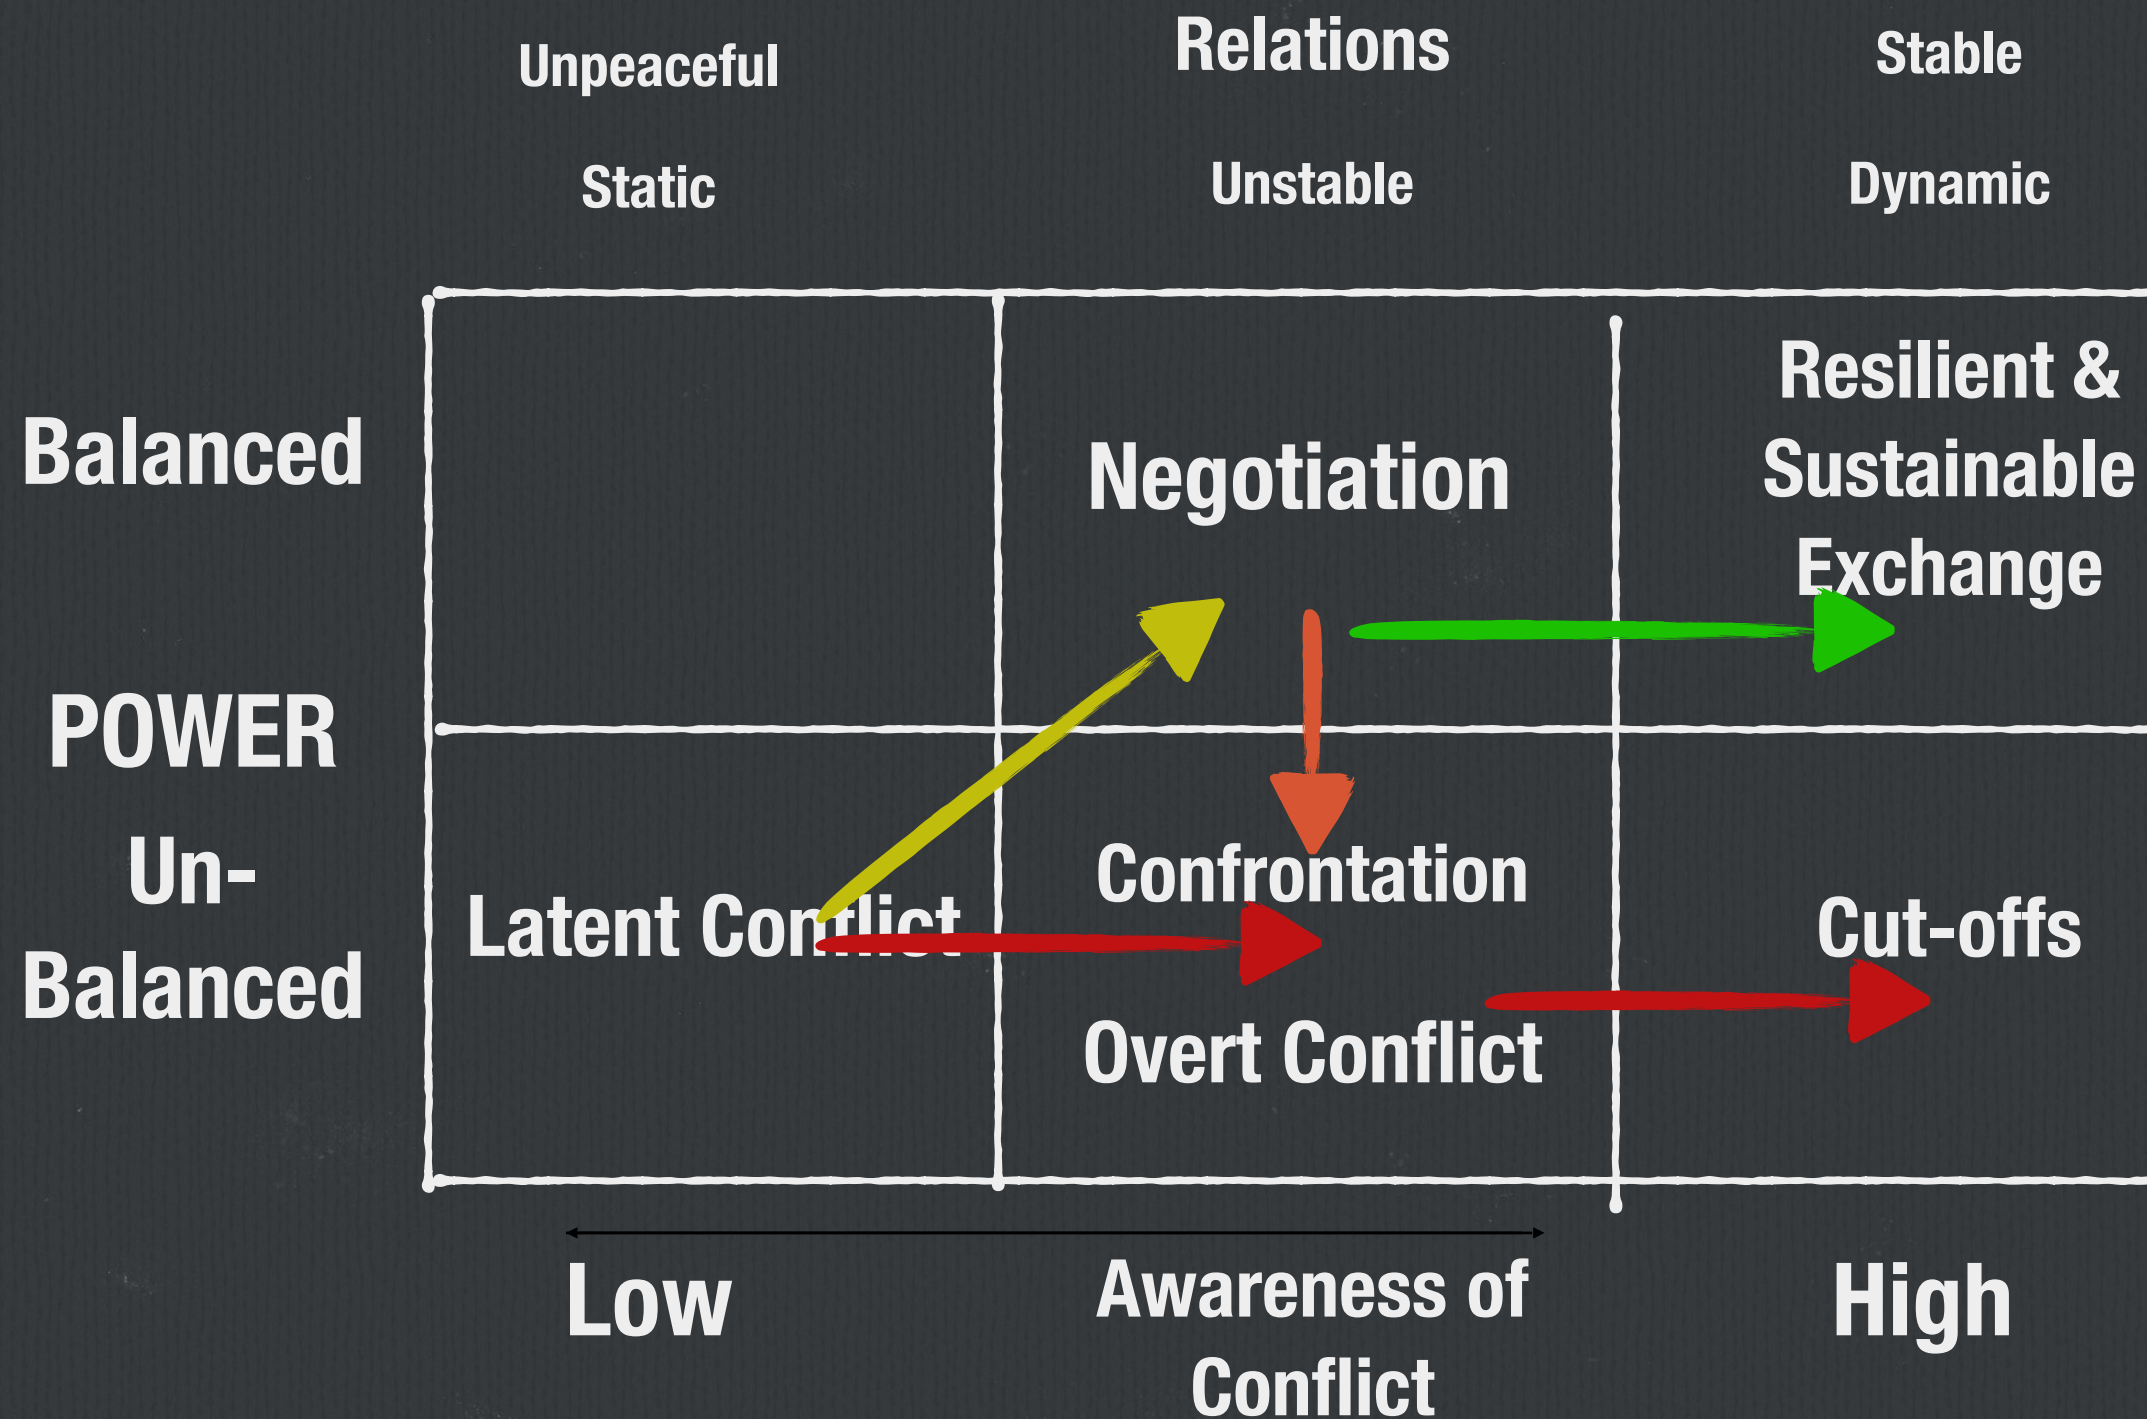 Unpeaceful
Relations
Stable
Static
Unstable
Dynamic
Balanced
Negotiation
Resilient &
Sustainable
Exchange
POWER
Un-
Balanced
Latent Conflict
Confrontation
Overt Conflict
Cut-offs
Low
Awareness of
Conflict
High